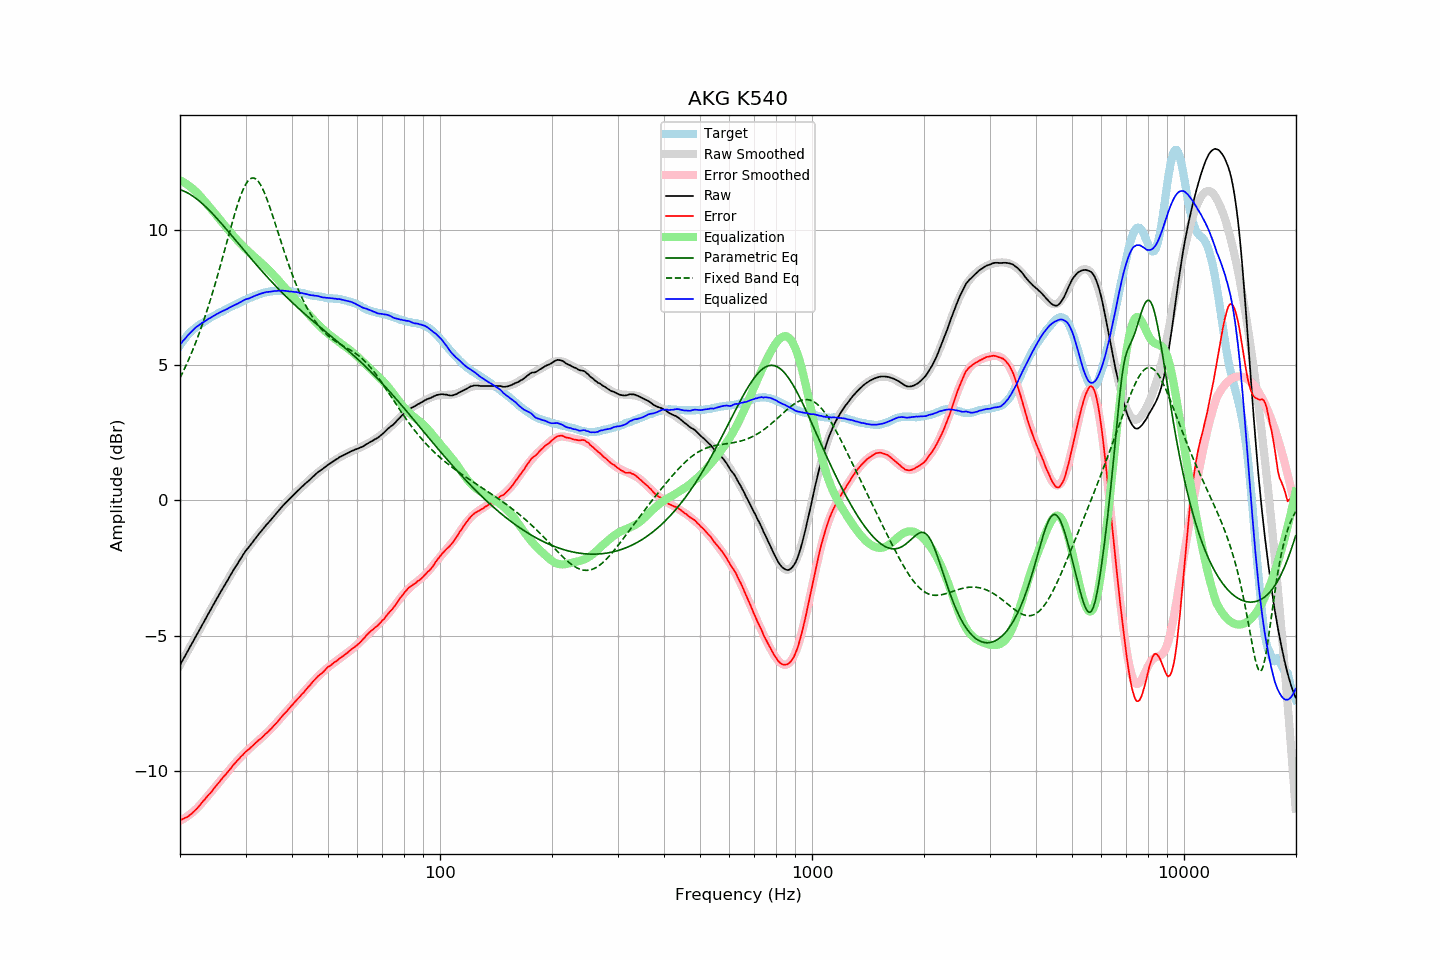 AKG K540
Target
Raw Smoothed
Error Smoothed
Raw
Error
Equalization
Parametric Eq
Fixed Band Eq
Equalized
10
5
0
−5
−10
Amplitude (dBr)
100
1000
10000
Frequency (Hz)